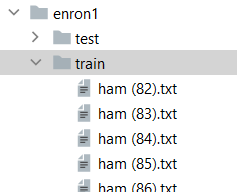 enron1
test
train
ham (82).txt
ham (83).txt
ham (84).txt
ham (85).txt
ham (86).txt